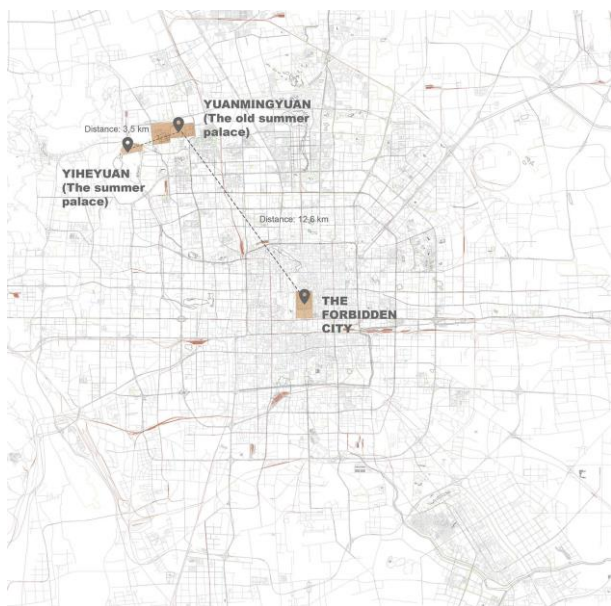 YUANMINGYUAN
(The old summer
palace)
Distance: 3,5 km
YIHEYUAN
(The summer
palace)
Distance: 12,6 km
THE
FORBIDDEN
CITY